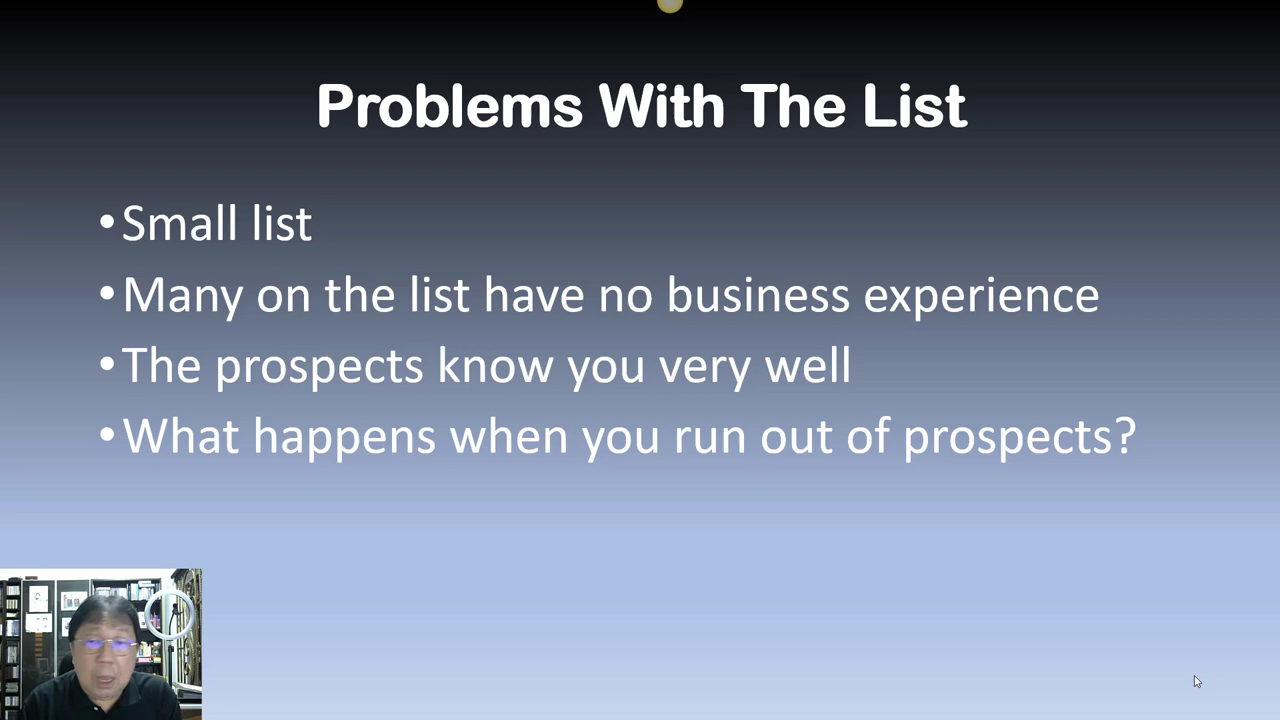 Problems With The List
•Small list
•Many on the list have no business experience
•The prospects know you very well
•What happens when you run out of prospects?